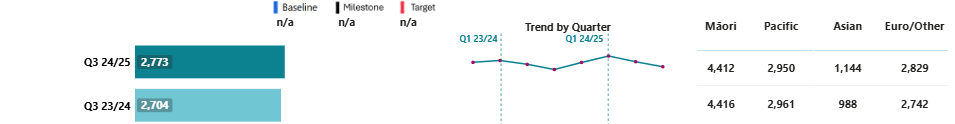 Baseline Milestone Target
n/a n/a n/a
Trend by Quarter
Q1 23/24 Q1 24/25
Māori Pacific Asian Euro/Other
Q3 24/25 2,773 4,412 2,950 1,144 2,829
Q3 23/24 2,704 4,416 2,961 988 2,742